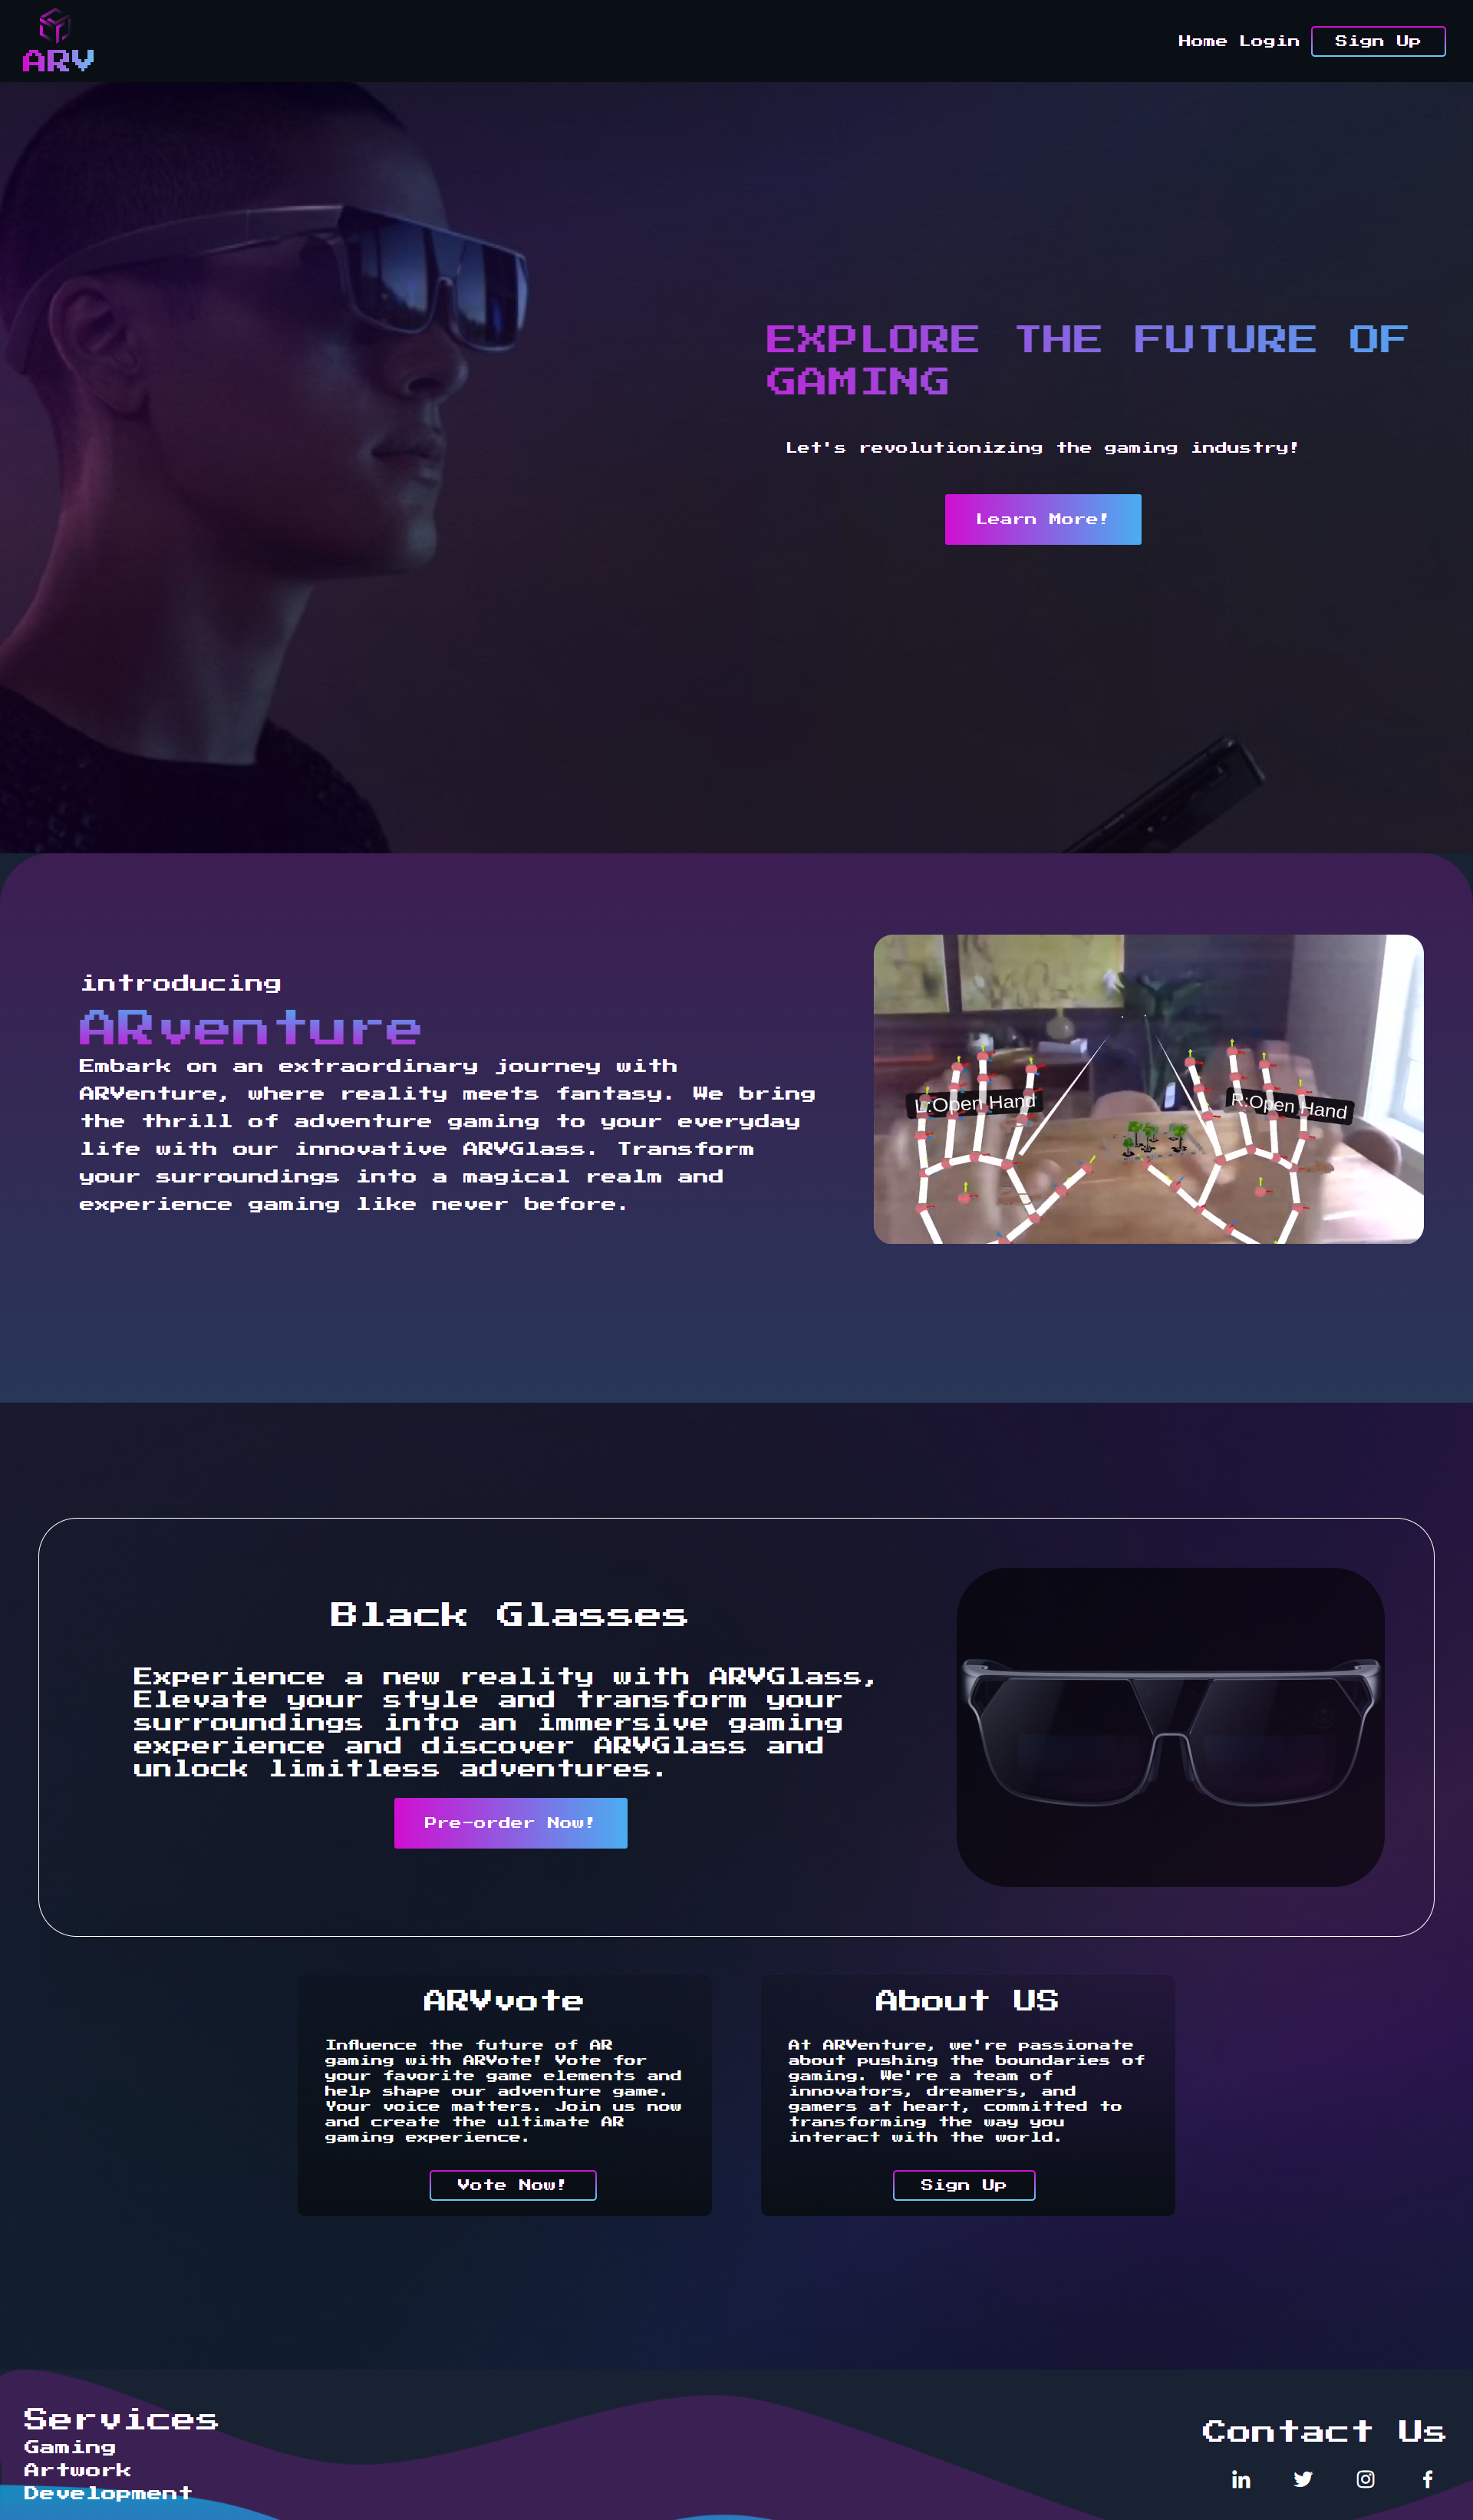 ARV
Home Login Sign Up
EXPLORE THE FUTURE OF
GAMING
Let's revolutionizing the gaming industry!
Learn More!
introducing
ARventure
Embark on an extraordinary journey with
ARVenture, where reality meets fantasy. We bring
the thrill of adventure gaming to your everyday
life with our innovative ARVGlass. Transform
your surroundings into a magical realm and
experience gaming like never before.
L:Open Hand
R:Open Hand
Black Glasses
Experience a new reality with ARVGlass,
Elevate your style and transform your
surroundings into an immersive gaming
experience and discover ARVGlass and
unlock limitless adventures.
Pre-order Now!
ARVvote
Influence the future of AR
gaming with ARVote! Vote for
your favorite game elements and
help shape our adventure game.
Your voice matters. Join us now
and create the ultimate AR
gaming experience.
Vote Now!
About US
At ARVenture, we're passionate
about pushing the boundaries of
gaming. We're a team of
innovators, dreamers, and
gamers at heart, committed to
transforming the way you
interact with the world.
Sign Up
Services
Gaming
Artwork
Development
Contact Us